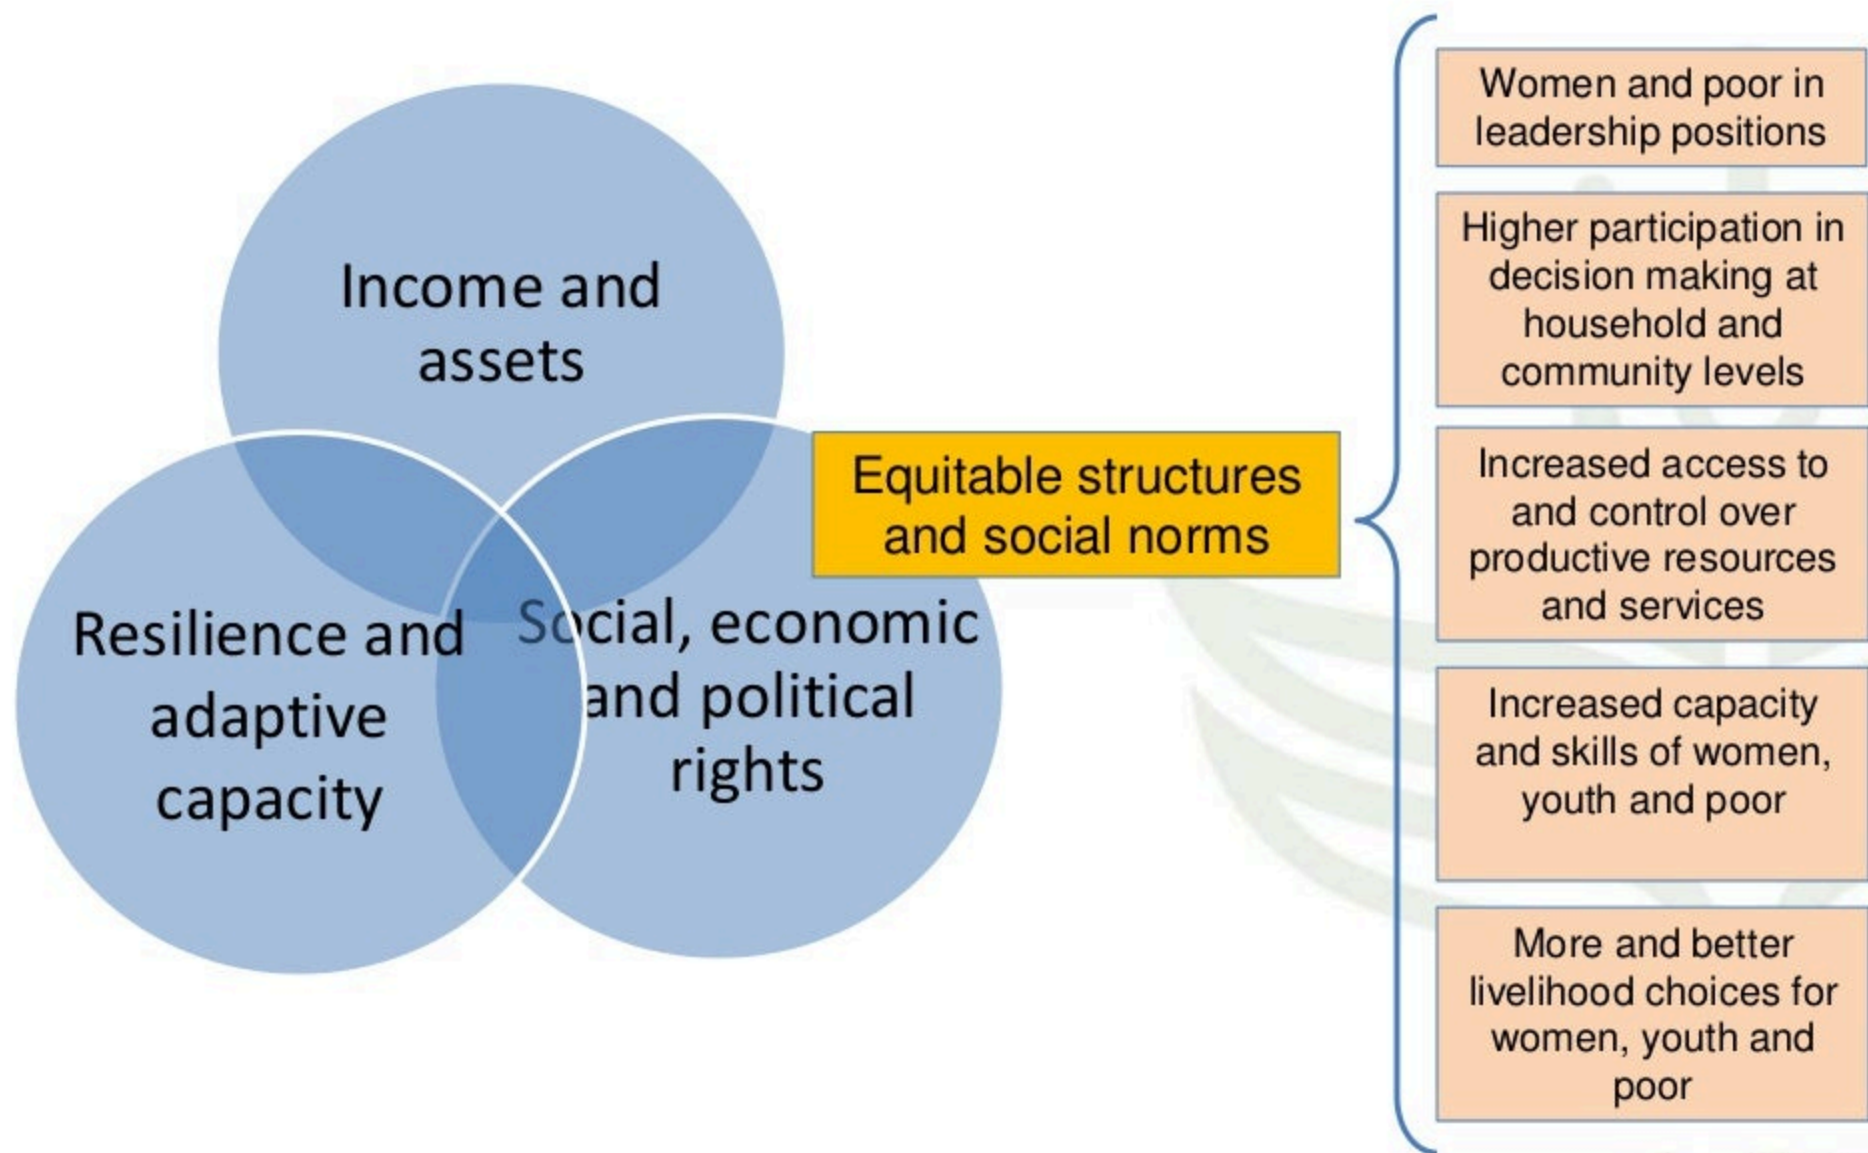 Income and
assets
Resilience and
adaptive
capacity
Social, economic
and political
rights
Equitable structures
and social norms
Women and poor in
leadership positions
Higher participation in
decision making at
household and
community levels
Increased access to
and control over
productive resources
and services
Increased capacity
and skills of women,
youth and poor
More and better
livelihood choices for
women, youth and
poor